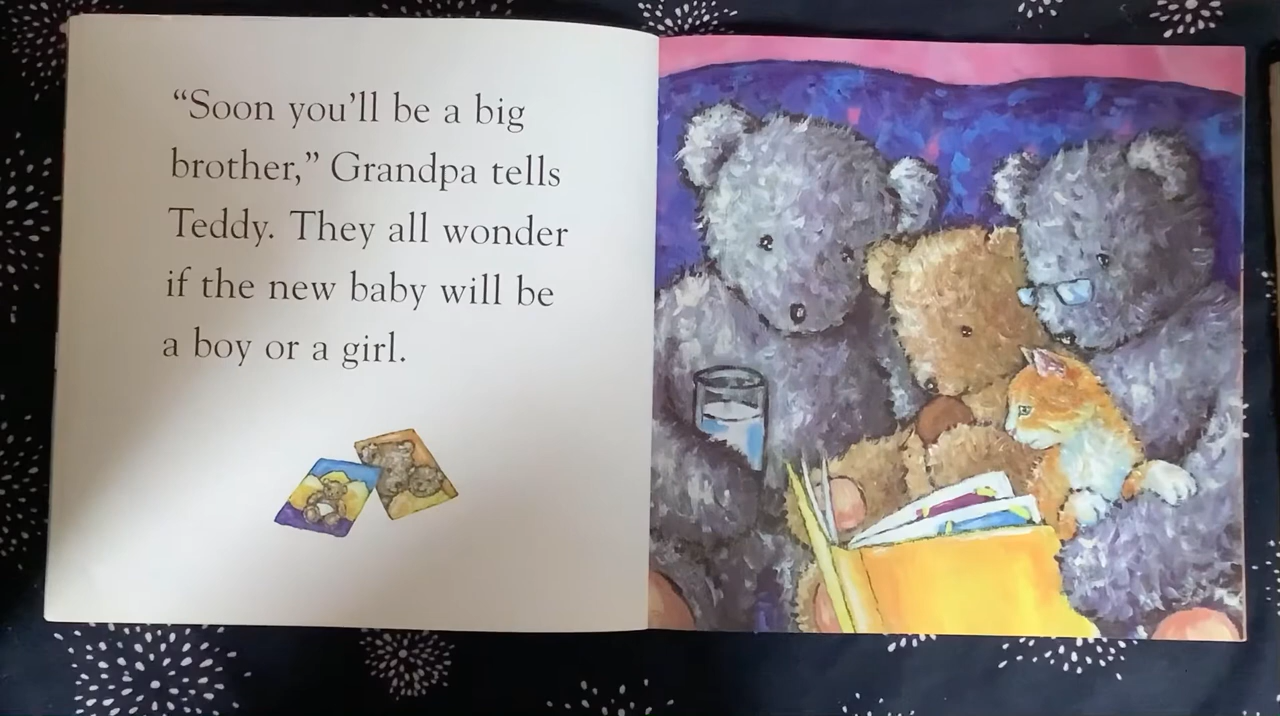 “Soon you’ll be a big
brother,” Grandpa tells
Teddy. They all wonder
if the new baby will be
a boy or a girl.